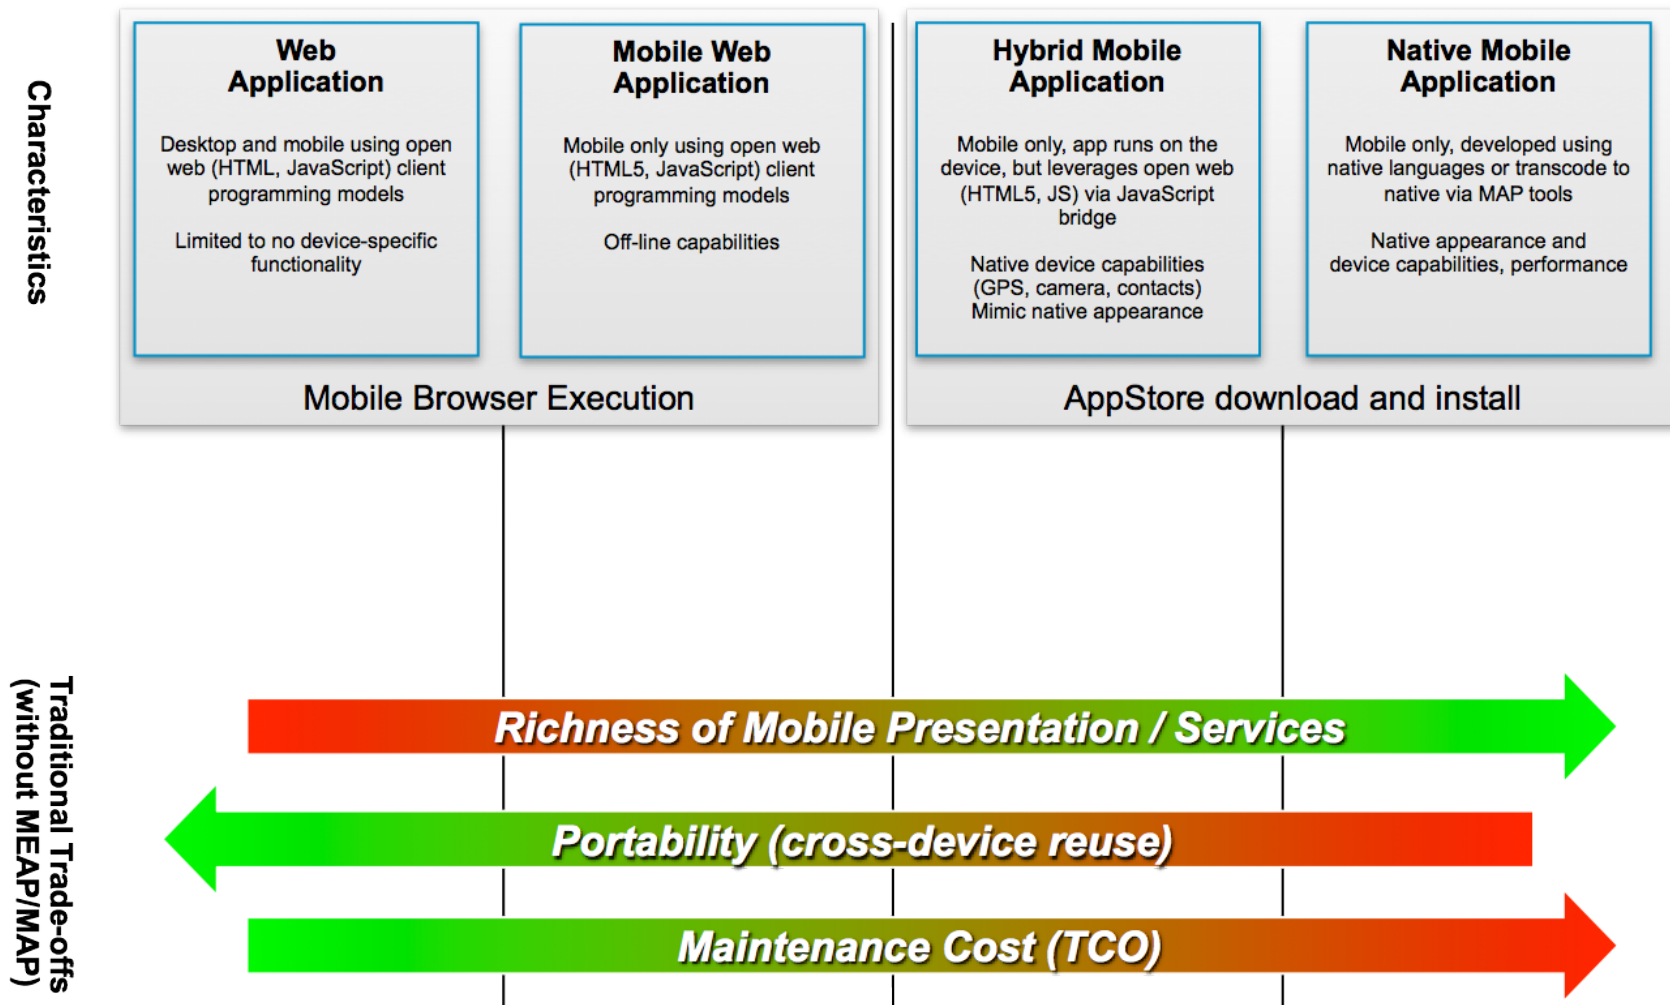 Characteristics
Web
Application
Desktop and mobile using open
web (HTML, JavaScript) client
programming models
Limited to no device-specific
functionality
Mobile Web
Application
Mobile only using open web
(HTML5, JavaScript) client
programming models
Off-line capabilities
Mobile Browser Execution
Hybrid Mobile
Application
Mobile only, app runs on the
device, but leverages open web
(HTML5, JS) via JavaScript
bridge
Native device capabilities
(GPS, camera, contacts)
Mimic native appearance
Native Mobile
Application
Mobile only, developed using
native languages or transcode to
native via MAP tools
Native appearance and
device capabilities, performance
AppStore download and install
Traditional Trade-offs
(without MEAP/MAP)
Richness of Mobile Presentation / Services
Portability (cross-device reuse)
Maintenance Cost (TCO)